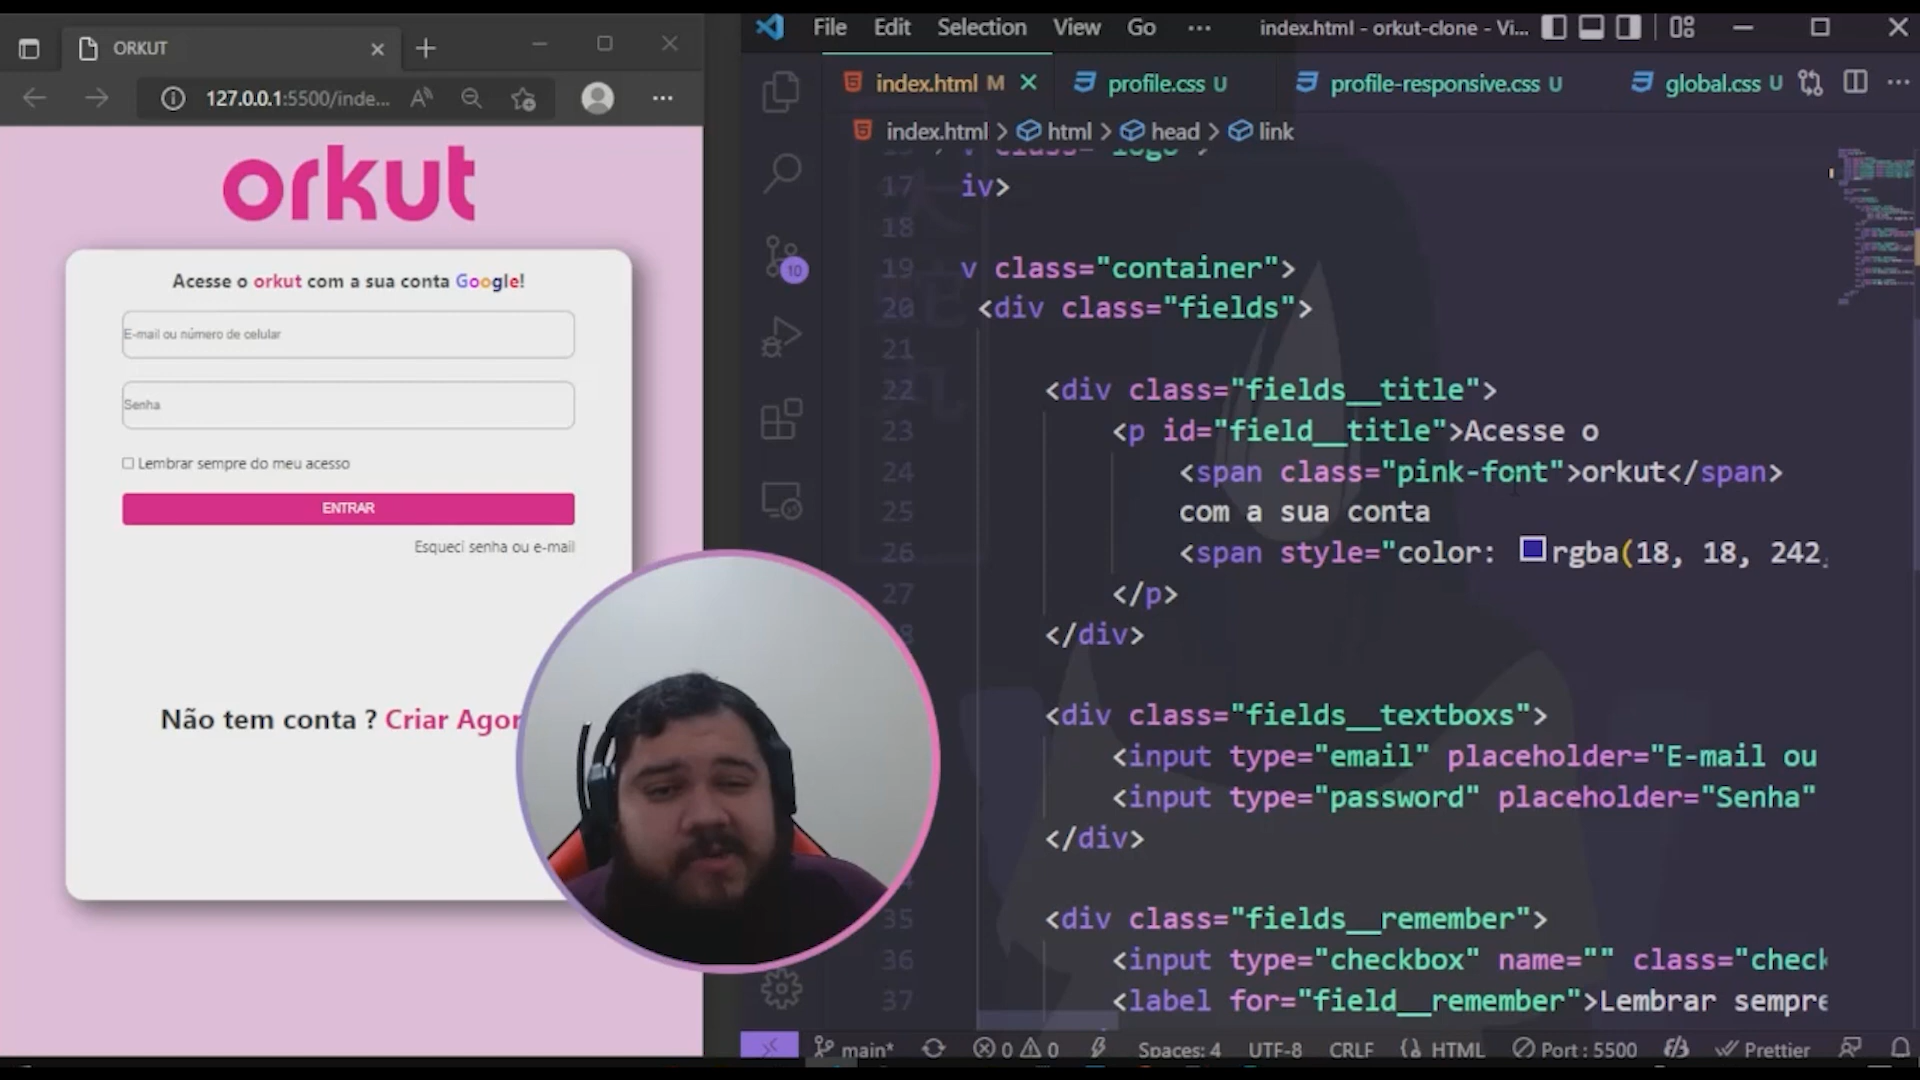 ORKUT
127.0.0.1:5500/inde...
orkut
Acesse o orkut com a sua conta Google!
E-mail ou número de celular
Senha
Lembrar sempre do meu acesso
ENTRAR
Esqueci senha ou e-mail
Não tem conta ? Criar Agor
File Edit Selection View Go ··· index.html - orkut-clone - Vi...
index.html M profile.css U profile-responsive.css U global.css U
index.html > html > head > link
17 iv>
18
19 v class="container">
20 <div class="fields">
21
22 <div class="fields__title">
23 <p id="field__title">Acesse o
24 <span class="pink-font">orkut</span>
25 com a sua conta
26 <span style="color: rgba(18, 18, 242,
27 </p>
</div>
<div class="fields__textboxs">
<input type="email" placeholder="E-mail ou
<input type="password" placeholder="Senha"
</div>
35 <div class="fields__remember">
36 <input type="checkbox" name="" class="check
37 <label for="field__remember">Lembrar sempre
10
main* 0 0 Spaces: 4 UTF-8 CRLF HTML Port : 5500 Prettier